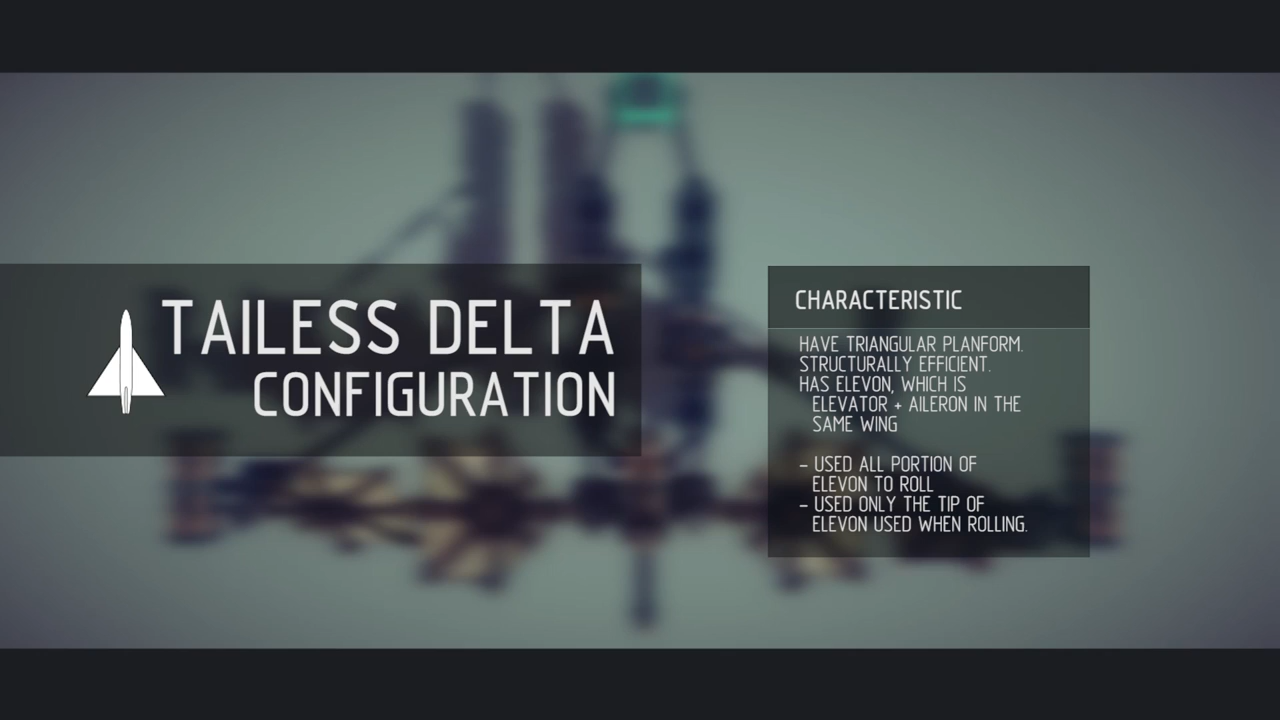 TAILESS DELTA
CONFIGURATION
CHARACTERISTIC
HAVE TRIANGULAR PLANFORM.
STRUCTURALLY EFFICIENT.
HAS ELEVON, WHICH IS
ELEVATOR + AILERON IN THE
SAME WING
- USED ALL PORTION OF
ELEVON TO ROLL
- USED ONLY THE TIP OF
ELEVON USED WHEN ROLLING.